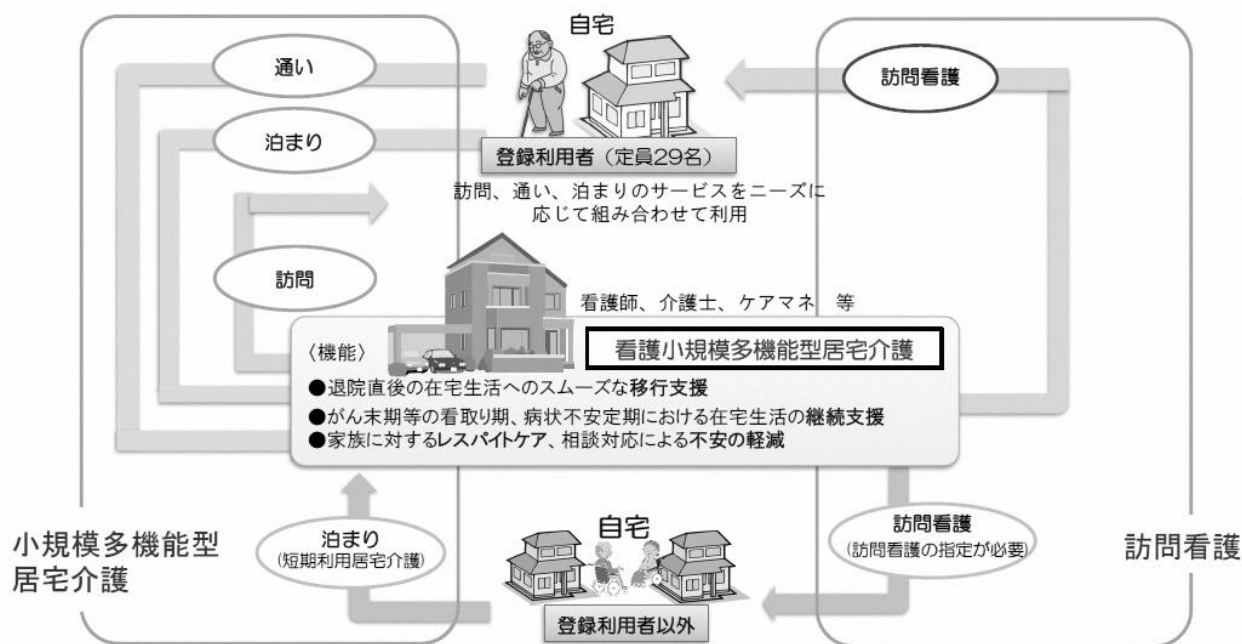 自宅
通い
訪問看護
泊まり
登録利用者（定員29名）
訪問、通い、泊まりのサービスをニーズに
応じて組み合わせて利用
訪問
看護師、介護士、ケアマネ　等
〈機能〉
看護小規模多機能型居宅介護
●退院直後の在宅生活へのスムーズな移行支援
●がん末期等の看取り期、病状不安定期における在宅生活の継続支援
●家族に対するレスパイトケア、相談対応による不安の軽減
小規模多機能型
居宅介護
泊まり
(短期利用居宅介護)
自宅
登録利用者以外
訪問看護
(訪問看護の指定が必要)
訪問看護